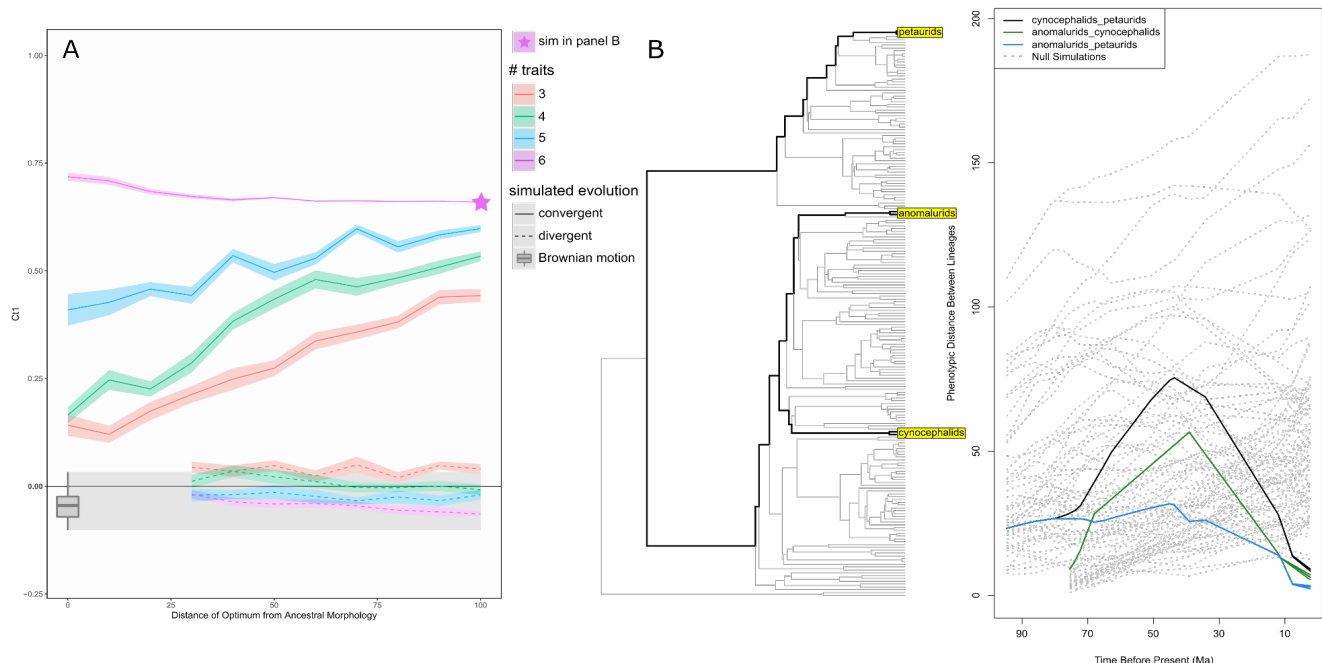 A
1.00
0.75
0.50
0.25
0.00
−0.25
Ct1
0
25
50
75
100
Distance of Optimum from Ancestral Morphology
sim in panel B
# traits
3
4
5
6
simulated evolution
convergent
divergent
Brownian motion
B
petaurids
anomalurids
cynocephalids
cynocephalids_petaurids
anomalurids_cynocephalids
anomalurids_petaurids
Null Simulations
200
150
100
50
0
Phenotypic Distance Between Lineages
90
70
50
30
10
Time Before Present (Ma)